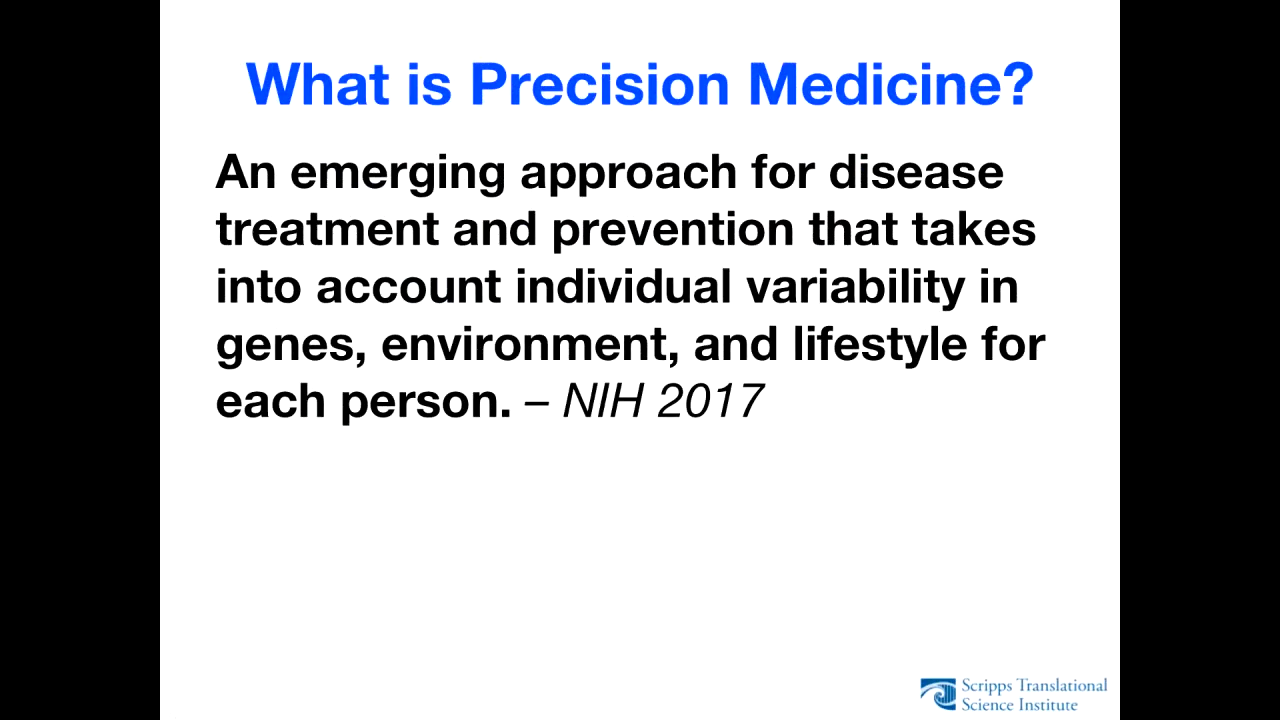 What is Precision Medicine?
An emerging approach for disease
treatment and prevention that takes
into account individual variability in
genes, environment, and lifestyle for
each person. – NIH 2017
Scripps Translational
Science Institute